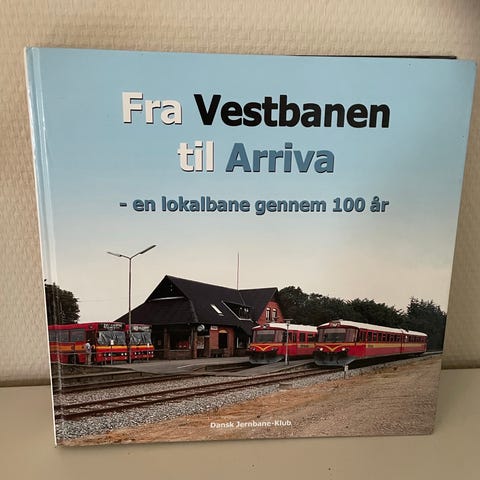 Fra Vestbanen
til Arriva
- en lokalbane gennem 100 år
Dansk Jernbane-Klub